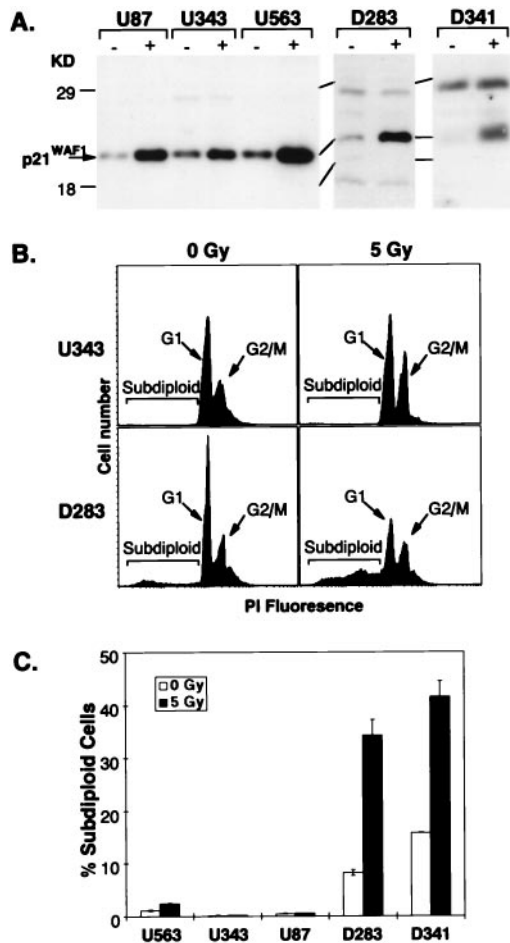 A.
U87 U343 U563 D283 D341
- + - + - + - + - +
KD
29
p21WAF1
18
B.
0 Gy 5 Gy
U343
G1 G2/M Subdiploid
G1 G2/M Subdiploid
Cell number
D283
G1 G2/M Subdiploid
G1 G2/M Subdiploid
PI Fluoresence
C.
% Subdiploid Cells
50
40
30
20
10
0
0 Gy
5 Gy
U563 U343 U87 D283 D341